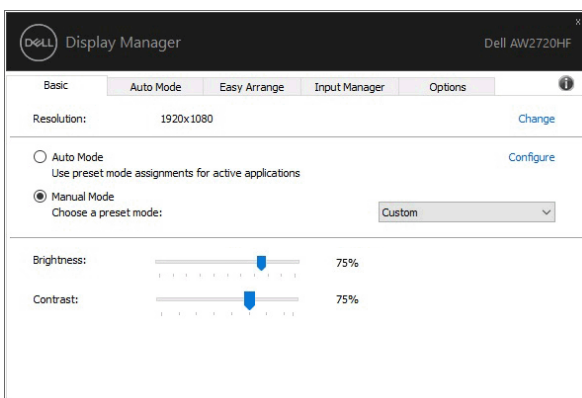 DELL Display Manager
Dell AW2720HF
x
Basic Auto Mode Easy Arrange Input Manager Options i
Resolution: 1920x1080 Change
Auto Mode Configure
Use preset mode assignments for active applications
Manual Mode
Choose a preset mode: Custom
Brightness: 75%
Contrast: 75%